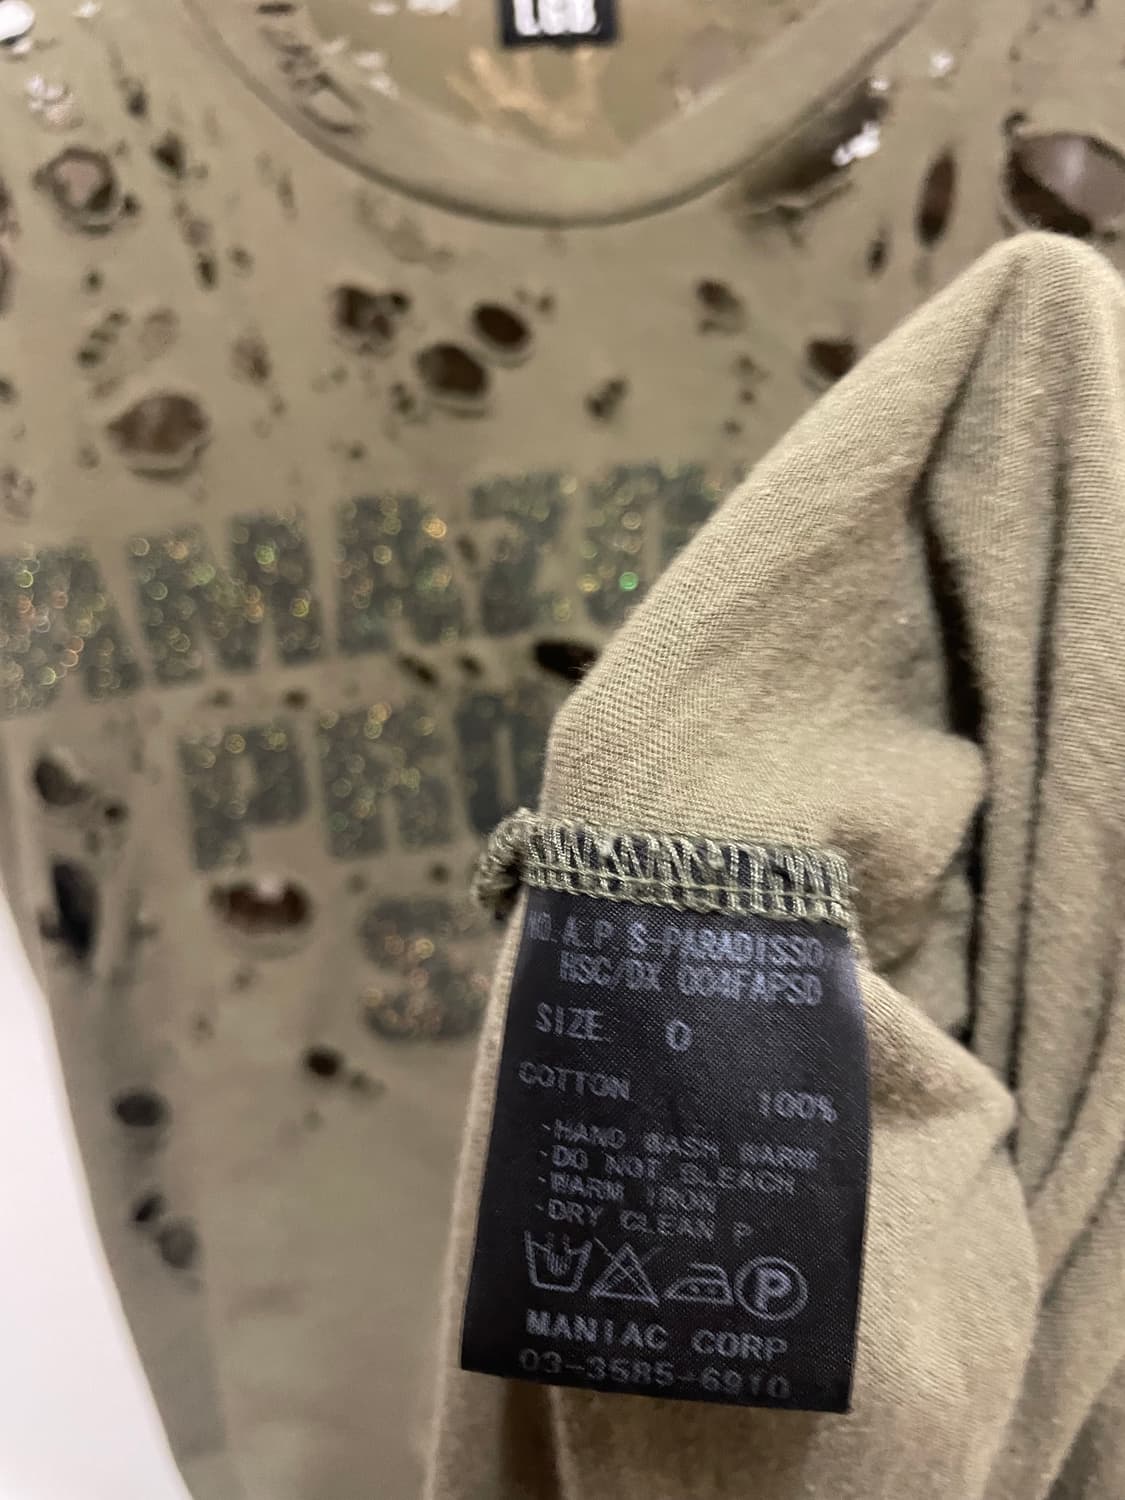 LGB
NO.A.P S-PARADISSO
HSC/DX 004FAPSD
SIZE 0
COTTON 100%
-HAND WASH WARM
-DO NOT BLEACH
-WARM IRON
-DRY CLEAN P
P
MANIAC CORP
03-3585-6910